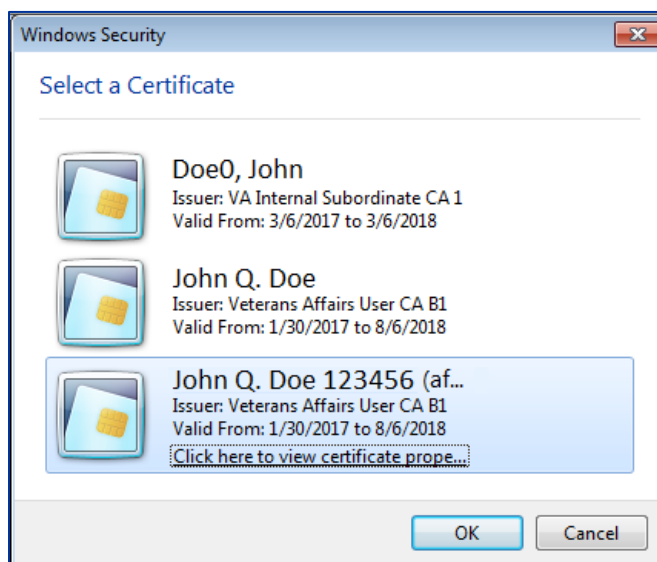 Windows Security
Select a Certificate
Doe0, John
Issuer: VA Internal Subordinate CA 1
Valid From: 3/6/2017 to 3/6/2018
John Q. Doe
Issuer: Veterans Affairs User CA B1
Valid From: 1/30/2017 to 8/6/2018
John Q. Doe 123456 (af...
Issuer: Veterans Affairs User CA B1
Valid From: 1/30/2017 to 8/6/2018
Click here to view certificate prope...
OK Cancel